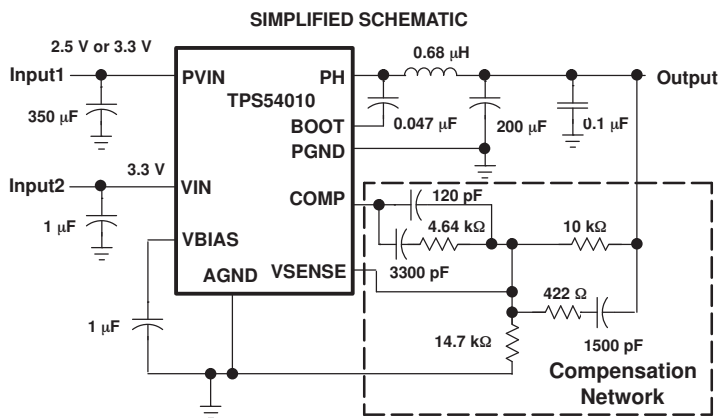 SIMPLIFIED SCHEMATIC
2.5 V or 3.3 V
Input1
350 μF
PVIN
TPS54010
PH
0.68 μH
Output
BOOT
0.047 μF
200 μF
0.1 μF
PGND
Input2
3.3 V
VIN
1 μF
COMP
120 pF
4.64 kΩ
10 kΩ
3300 pF
VBIAS
AGND
VSENSE
422 Ω
1500 pF
1 μF
14.7 kΩ
Compensation
Network